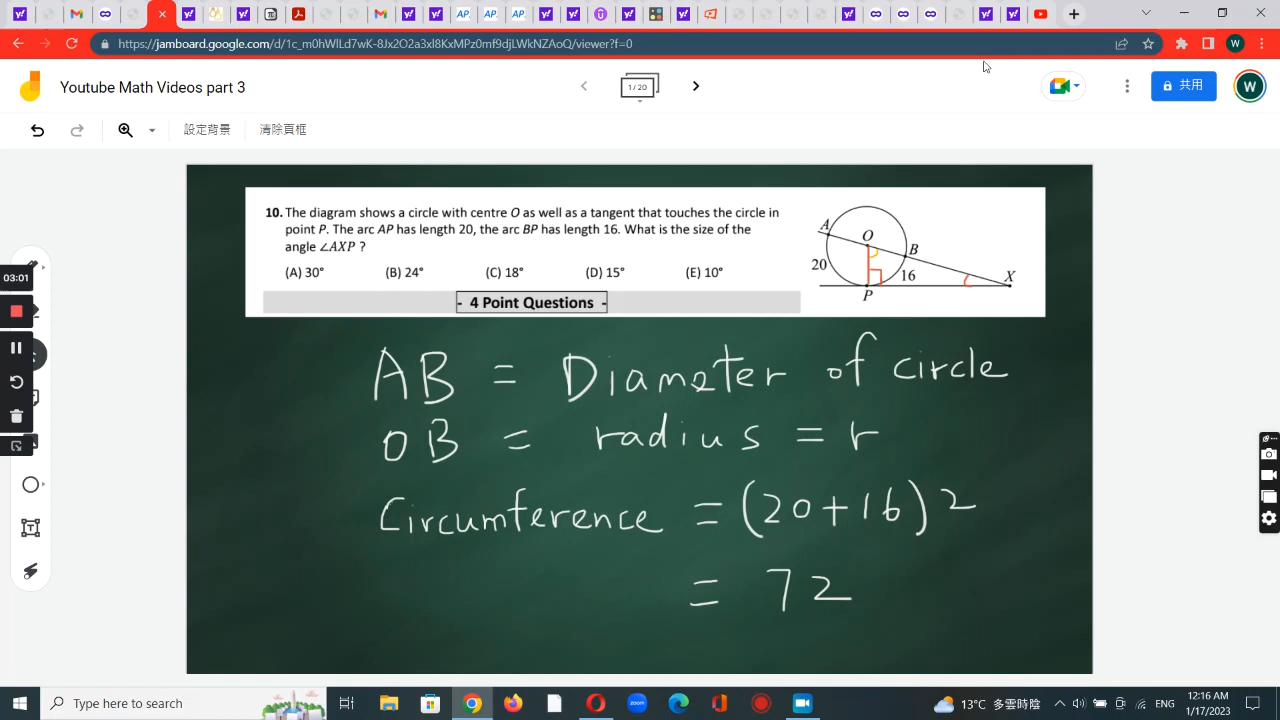 https://jamboard.google.com/d/1c_m0hWlLd7wK-8Jx2O2a3xl8KxMPz0mf9djLWkNZAoQ/viewer?f=0
W
Youtube Math Videos part 3
1 / 20
共用
W
設定背景
清除頁框
10. The diagram shows a circle with centre O as well as a tangent that touches the circle in
point P. The arc AP has length 20, the arc BP has length 16. What is the size of the
angle ∠AXP ?
(A) 30° (B) 24° (C) 18° (D) 15° (E) 10°
- 4 Point Questions -
A
O
B
20
16
X
P
03:01
AB = Diameter of circle
OB = radius = r
Circumference = (20+16)2
= 72
Type here to search
zoom
13°C 多雲時陰
Eng
12:16 AM
1/17/2023